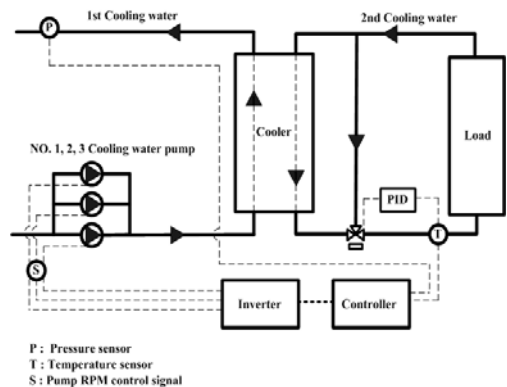 1st Cooling water
2nd Cooling water
P
Cooler
Load
NO. 1, 2, 3 Cooling water pump
PID
T
S
Inverter
Controller
P : Pressure sensor
T : Temperature sensor
S : Pump RPM control signal